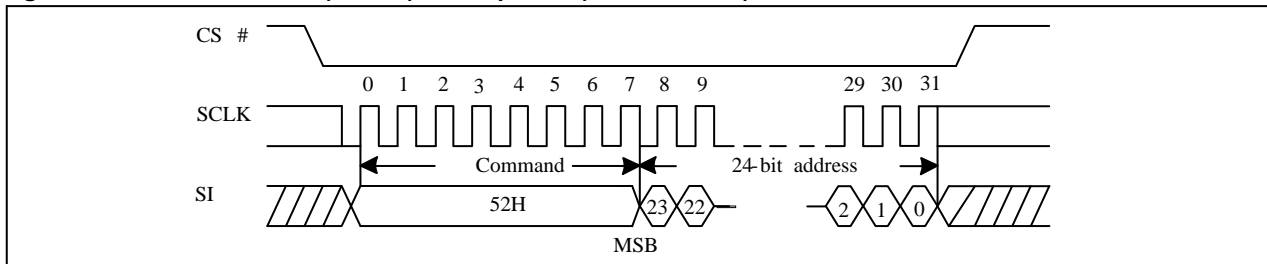 CS #
0 1 2 3 4 5 6 7 8 9 29 30 31
SCLK
Command 24-bit address
SI
52H 23 22 2 1 0
MSB